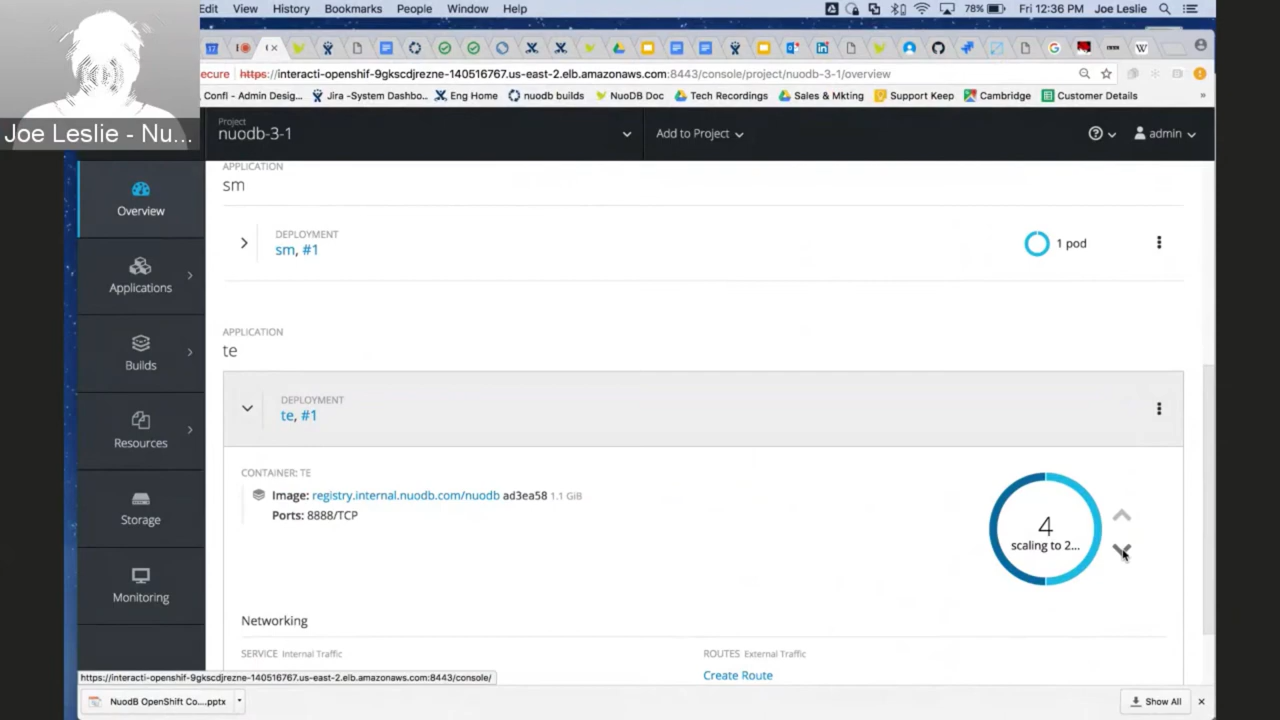 Edit View History Bookmarks People Window Help 78% Fri 12:36 PM Joe Leslie
ecure https://interacti-openshif-9gkscdjrezne-140516767.us-east-2.elb.amazonaws.com:8443/console/project/nuodb-3-1/overview
Confl - Admin Desig... Jira -System Dashbo... Eng Home nuodb builds NuoDB Doc Tech Recordings Sales & Mkting Support Keep Cambridge Customer Details »
Joe Leslie - Nu...
Project
nuodb-3-1
Add to Project
admin
Overview
Applications
Builds
Resources
Storage
Monitoring
APPLICATION
sm
DEPLOYMENT
sm, #1
1 pod
APPLICATION
te
DEPLOYMENT
te, #1
CONTAINER: TE
Image: registry.internal.nuodb.com/nuodb ad3ea58 1.1 GiB
Ports: 8888/TCP
4
scaling to 2...
Networking
SERVICE Internal Traffic
ROUTES External Traffic
Create Route
https://interacti-openshif-9gkscdjrezne-140516767.us-east-2.elb.amazonaws.com:8443/console/
NuodB OpenShift Co....pptx
Show All